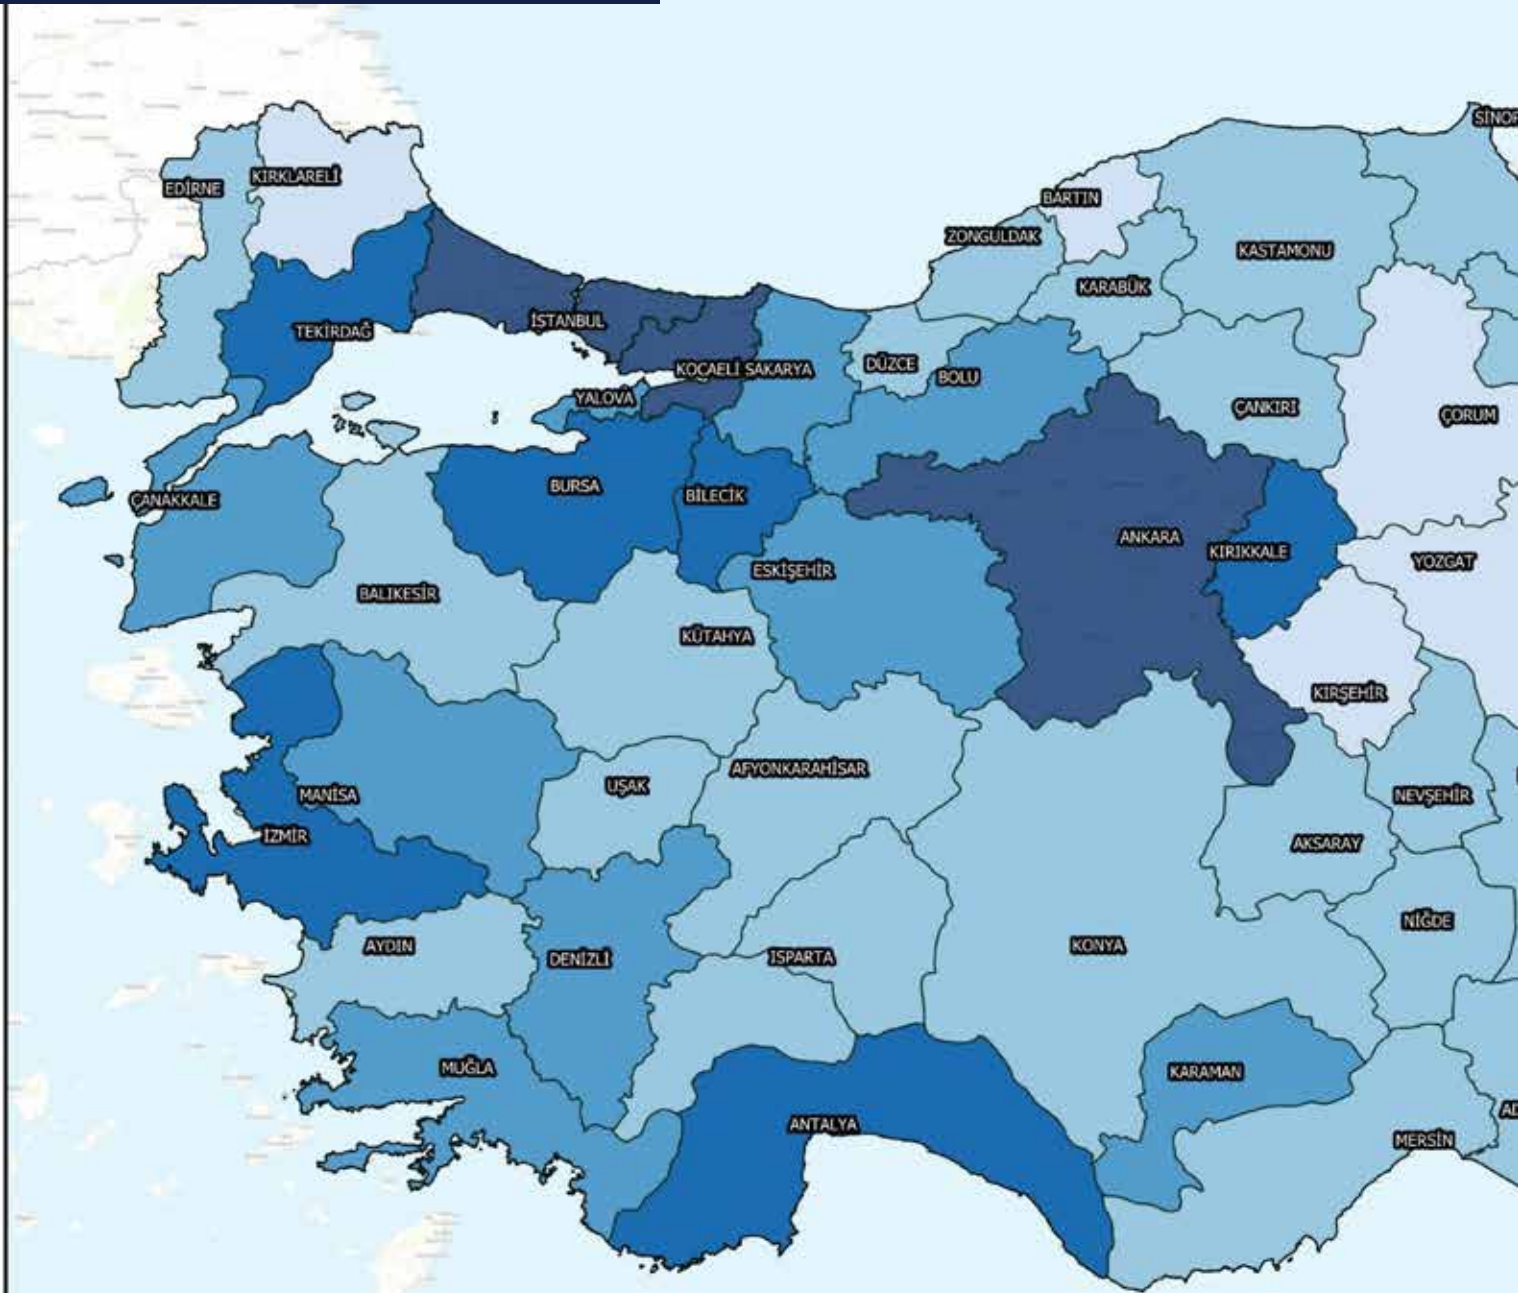 SİNOP
KIRKLARELİ
EDİRNE
BARTIN
ZONGULDAK
KASTAMONU
KARABÜK
TEKİRDAĞ
İSTANBUL
DÜZCE
KOCAELİ SAKARYA
BOLU
YALOVA
ÇANKIRI
ÇORUM
BURSA
BİLECİK
ÇANAKKALE
ANKARA
KIRIKKALE
YOZGAT
ESKİŞEHİR
BALIKESİR
KÜTAHYA
KIRŞEHİR
AFYONKARAHİSAR
UŞAK
MANİSA
NEVŞEHİR
İZMİR
AKSARAY
NİĞDE
AYDIN
KONYA
DENİZLİ
ISPARTA
MUĞLA
KARAMAN
AD
ANTALYA
MERSİN